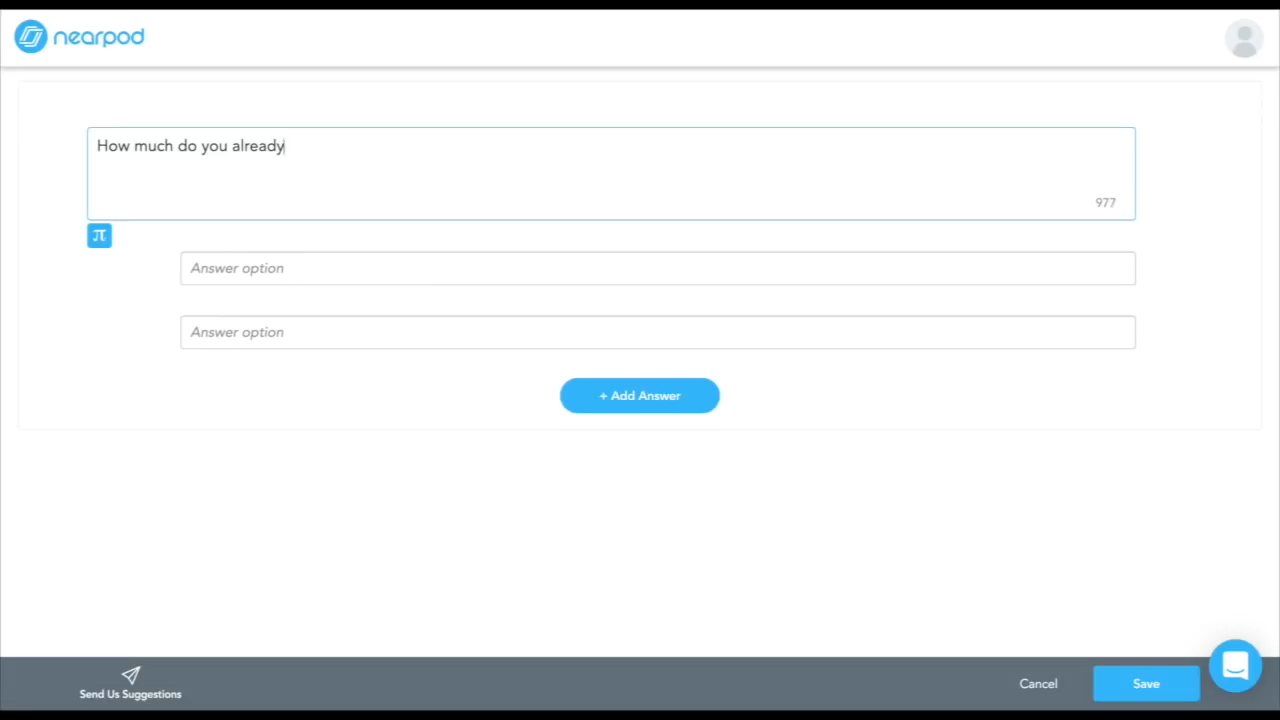 nearpod
How much do you already
977
π
Answer option
Answer option
+ Add Answer
Send Us Suggestions
Cancel
Save